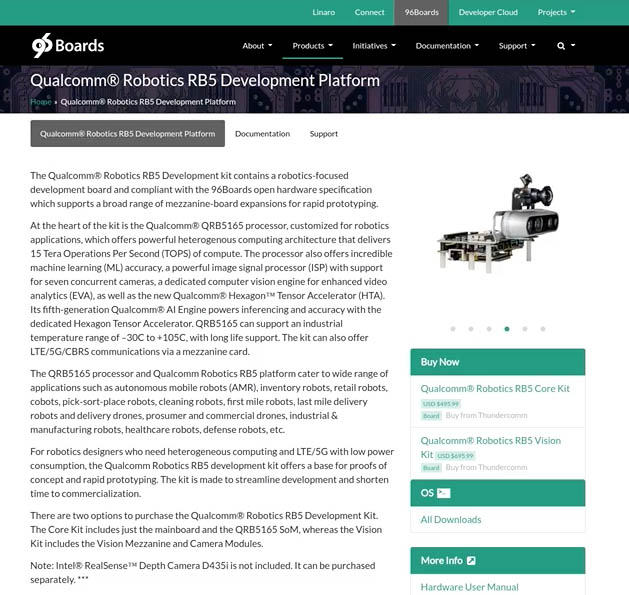 Linaro Connect 96Boards Developer Cloud Projects
96 Boards About Products Initiatives Documentation Support
Qualcomm® Robotics RB5 Development Platform
Home » Qualcomm® Robotics RB5 Development Platform
Qualcomm® Robotics RB5 Development Platform Documentation Support
The Qualcomm® Robotics RB5 Development kit contains a robotics-focused
development board and compliant with the 96Boards open hardware specification
which supports a broad range of mezzanine-board expansions for rapid prototyping.
At the heart of the kit is the Qualcomm® QRB5165 processor, customized for robotics
applications, which offers powerful heterogenous computing architecture that delivers
15 Tera Operations Per Second (TOPS) of compute. The processor also offers incredible
machine learning (ML) accuracy, a powerful image signal processor (ISP) with support
for seven concurrent cameras, a dedicated computer vision engine for enhanced video
analytics (EVA), as well as the new Qualcomm® Hexagon™ Tensor Accelerator (HTA).
Its fifth-generation Qualcomm® AI Engine powers inferencing and accuracy with the
dedicated Hexagon Tensor Accelerator. QRB5165 can support an industrial
temperature range of –30C to +105C, with long life support. The kit can also offer
LTE/5G/CBRS communications via a mezzanine card.
The QRB5165 processor and Qualcomm Robotics RB5 platform cater to wide range of
applications such as autonomous mobile robots (AMR), inventory robots, retail robots,
cobots, pick-sort-place robots, cleaning robots, first mile robots, last mile delivery
robots and delivery drones, prosumer and commercial drones, industrial &
manufacturing robots, healthcare robots, defense robots, etc.
For robotics designers who need heterogeneous computing and LTE/5G with low power
consumption, the Qualcomm Robotics RB5 development kit offers a base for proofs of
concept and rapid prototyping. The kit is made to streamline development and shorten
time to commercialization.
There are two options to purchase the Qualcomm® Robotics RB5 Development Kit.
The Core Kit includes just the mainboard and the QRB5165 SoM, whereas the Vision
Kit includes the Vision Mezzanine and Camera Modules.
Note: Intel® RealSense™ Depth Camera D435i is not included. It can be purchased
separately. ***
Buy Now
Qualcomm® Robotics RB5 Core Kit
USD $495.99
Board Buy from Thundercomm
Qualcomm® Robotics RB5 Vision
Kit USD $695.99
Board Buy from Thundercomm
OS
All Downloads
More Info
Hardware User Manual